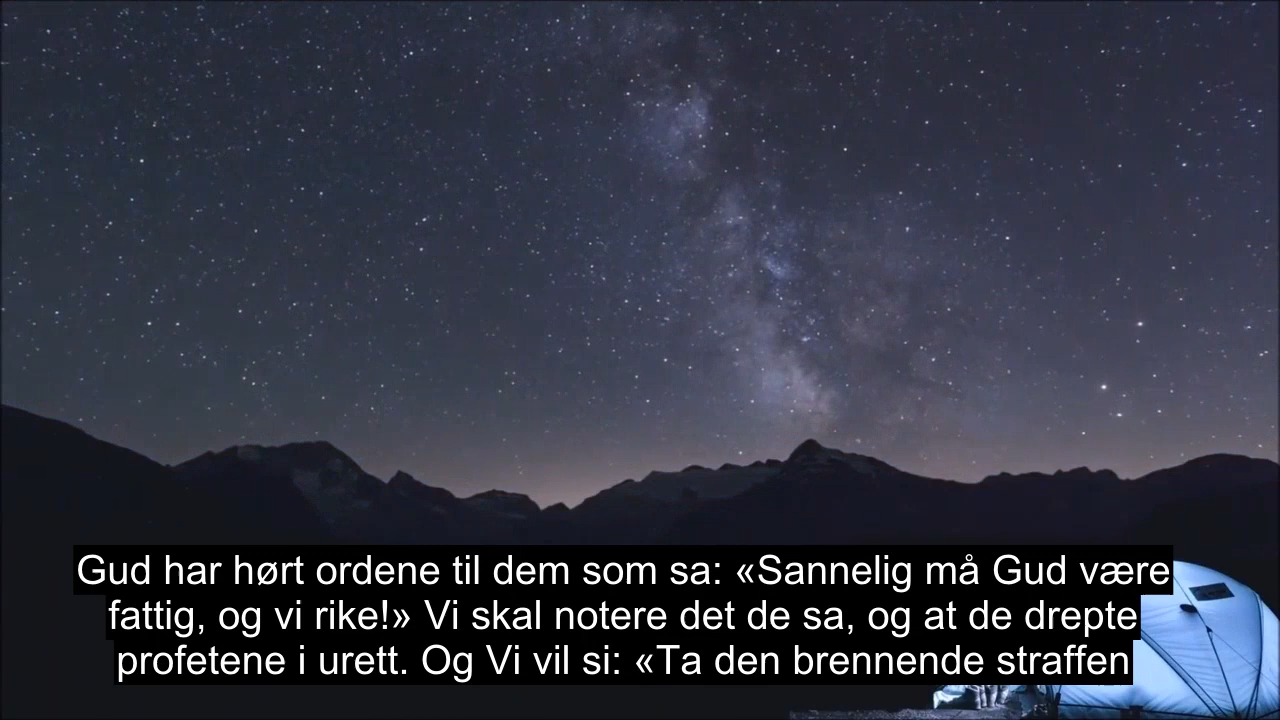 Gud har hørt ordene til dem som sa: «Sannelig må Gud være
fattig, og vi rike!» Vi skal notere det de sa, og at de drepte
profetene i urett. Og Vi vil si: «Ta den brennende straffen